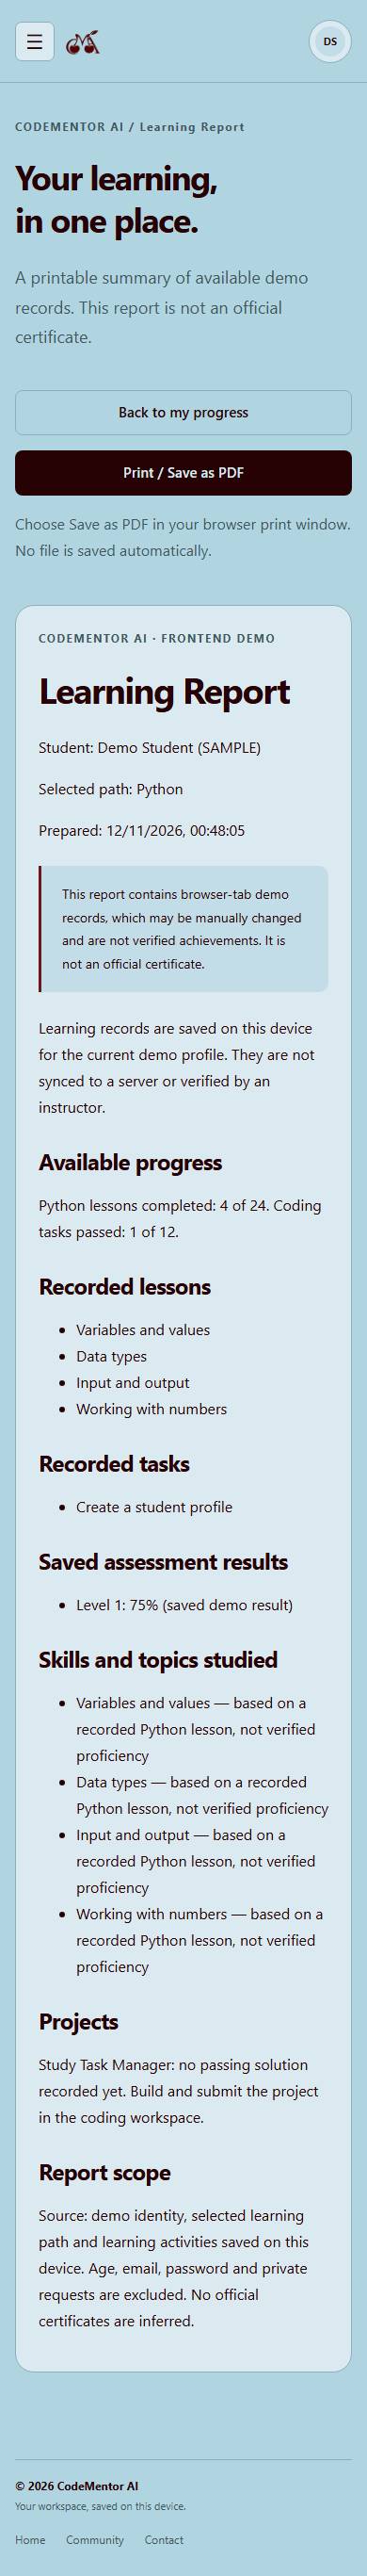 ☰
DS
CODEMENTOR AI / Learning Report
Your learning,
in one place.
A printable summary of available demo
records. This report is not an official
certificate.
Back to my progress
Print / Save as PDF
Choose Save as PDF in your browser print window.
No file is saved automatically.
CODEMENTOR AI · FRONTEND DEMO
Learning Report
Student: Demo Student (SAMPLE)
Selected path: Python
Prepared: 12/11/2026, 00:48:05
This report contains browser-tab demo
records, which may be manually changed
and are not verified achievements. It is
not an official certificate.
Learning records are saved on this device
for the current demo profile. They are not
synced to a server or verified by an
instructor.
Available progress
Python lessons completed: 4 of 24. Coding
tasks passed: 1 of 12.
Recorded lessons
• Variables and values
• Data types
• Input and output
• Working with numbers
Recorded tasks
• Create a student profile
Saved assessment results
• Level 1: 75% (saved demo result)
Skills and topics studied
• Variables and values — based on a
recorded Python lesson, not verified
proficiency
• Data types — based on a recorded
Python lesson, not verified proficiency
• Input and output — based on a
recorded Python lesson, not verified
proficiency
• Working with numbers — based on a
recorded Python lesson, not verified
proficiency
Projects
Study Task Manager: no passing solution
recorded yet. Build and submit the project
in the coding workspace.
Report scope
Source: demo identity, selected learning
path and learning activities saved on this
device. Age, email, password and private
requests are excluded. No official
certificates are inferred.
© 2026 CodeMentor AI
Your workspace, saved on this device.
Home Community Contact